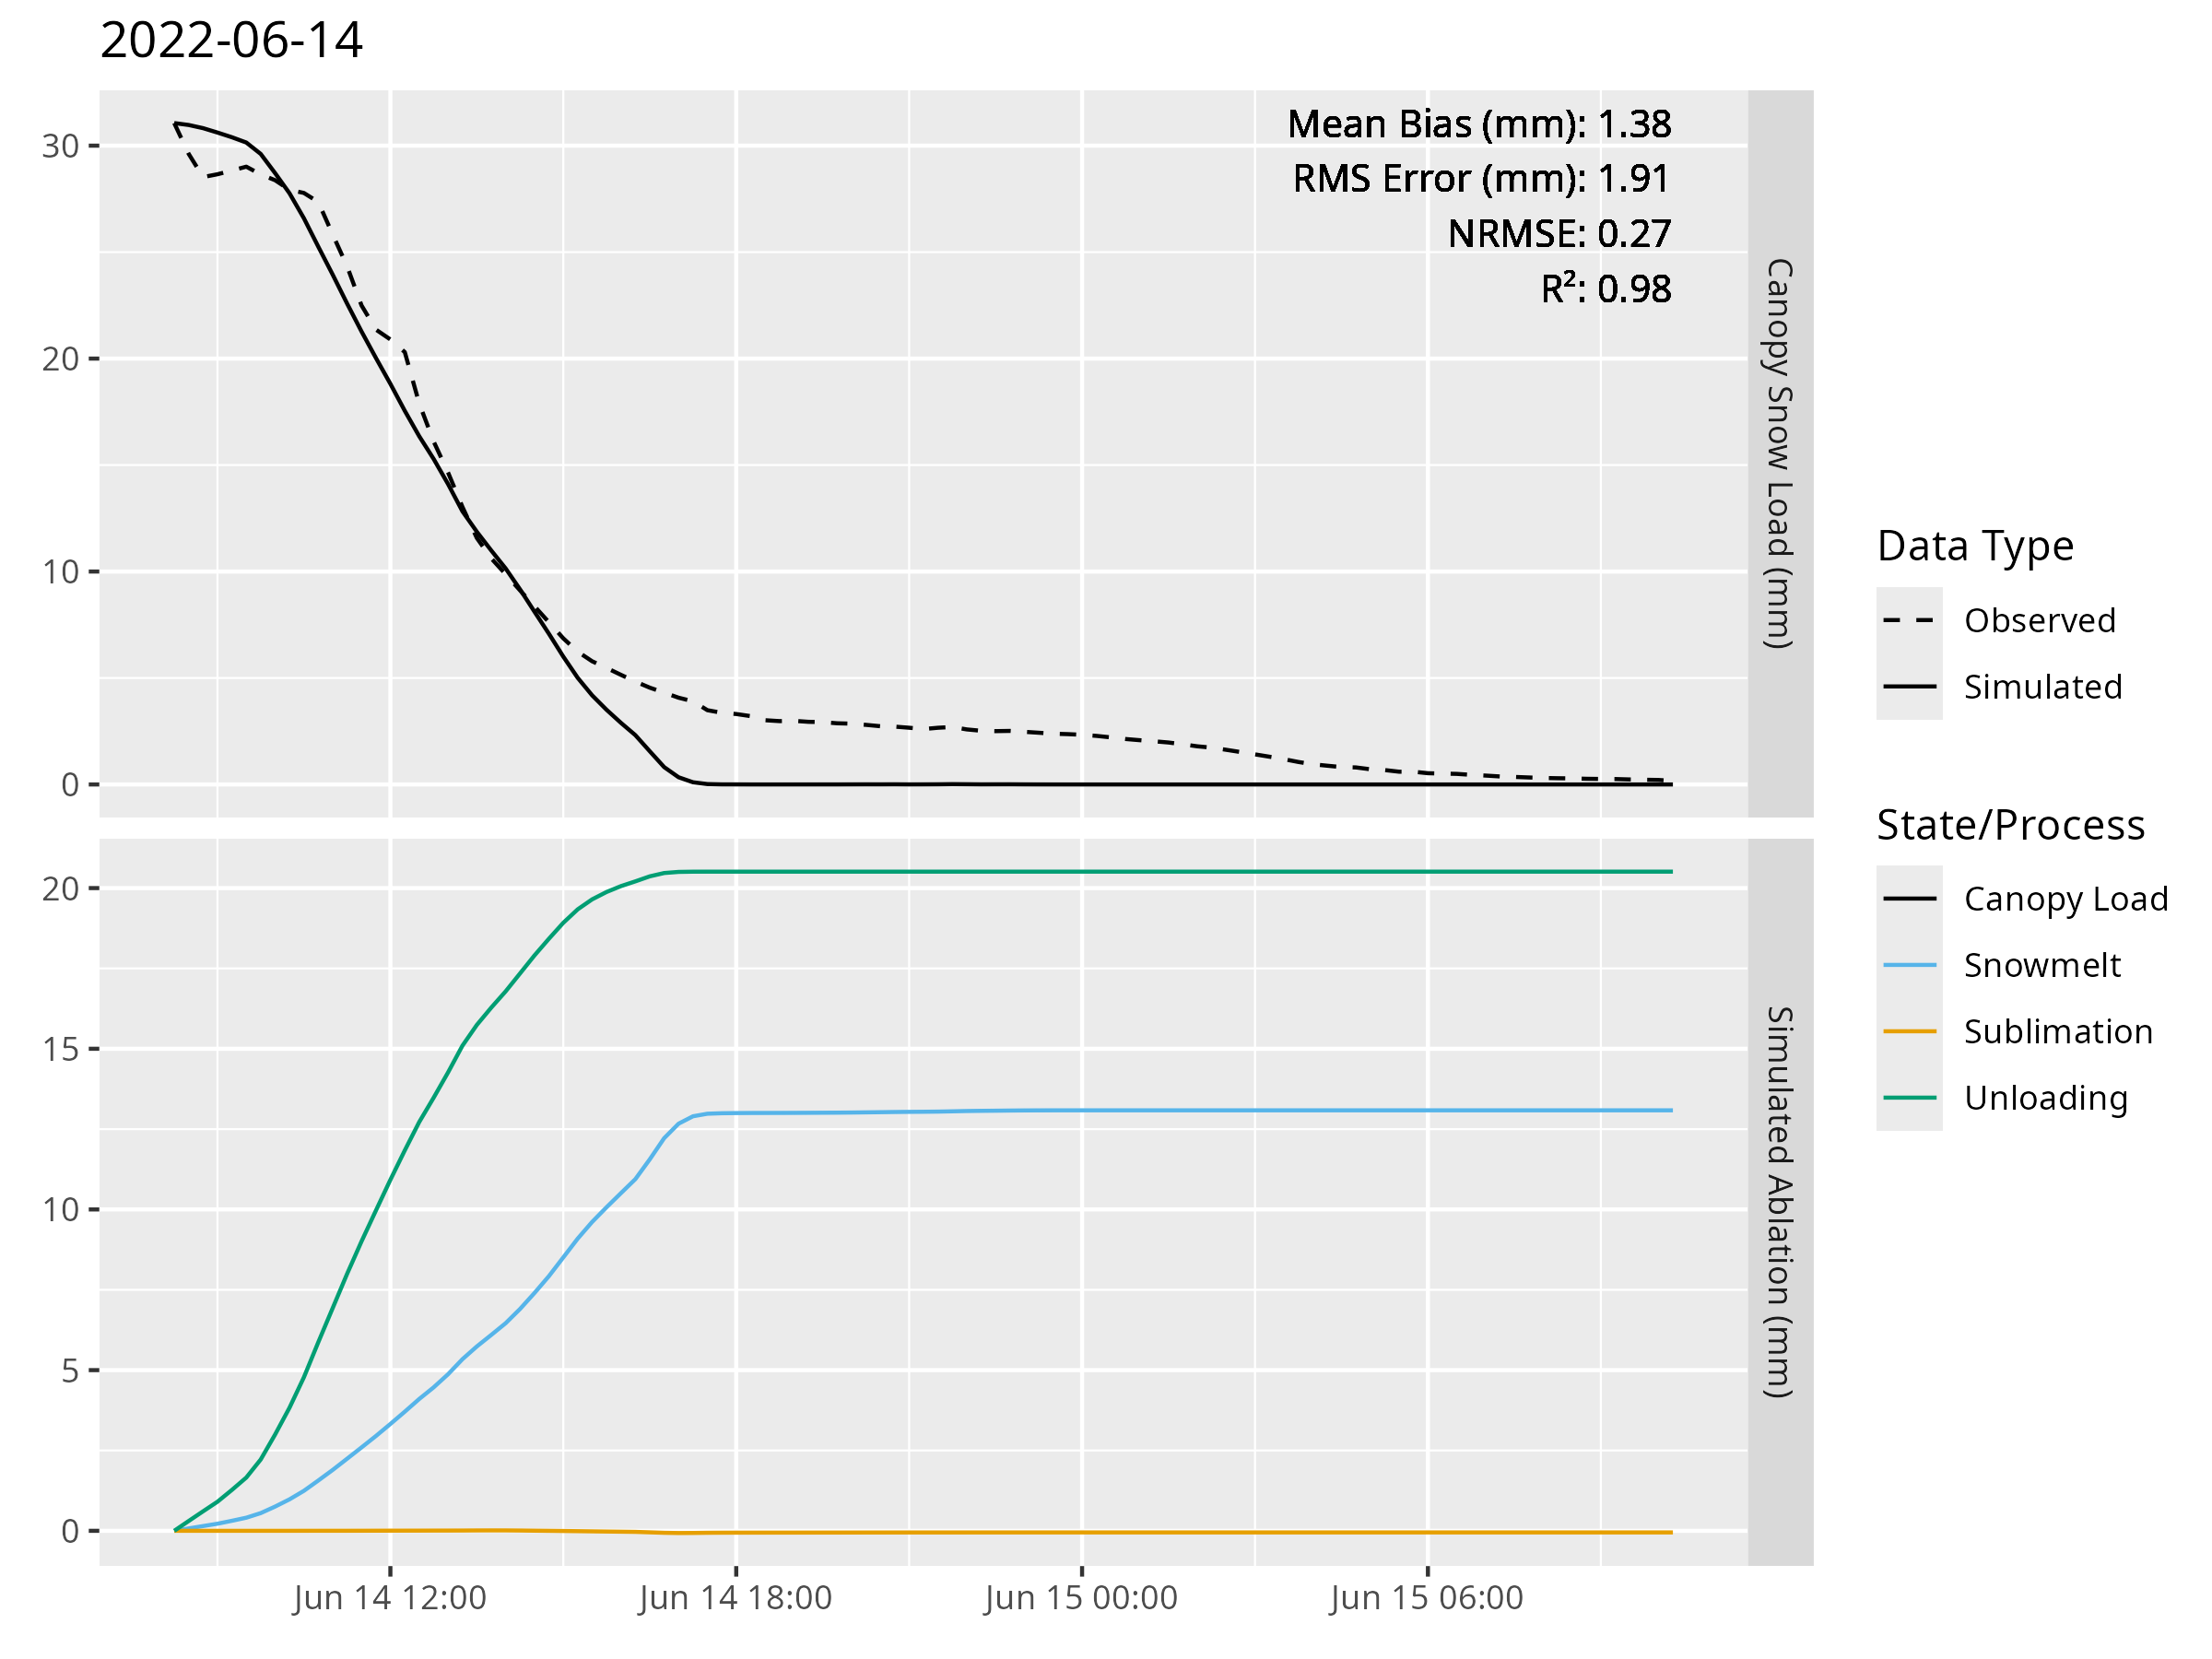 2022-06-14
30
20
10
0
Mean Bias (mm): 1.38
RMS Error (mm): 1.91
NRMSE: 0.27
R²: 0.98
Canopy Snow Load (mm)
20
15
10
5
0
Simulated Ablation (mm)
Jun 14 12:00
Jun 14 18:00
Jun 15 00:00
Jun 15 06:00
Data Type
Observed
Simulated
State/Process
Canopy Load
Snowmelt
Sublimation
Unloading